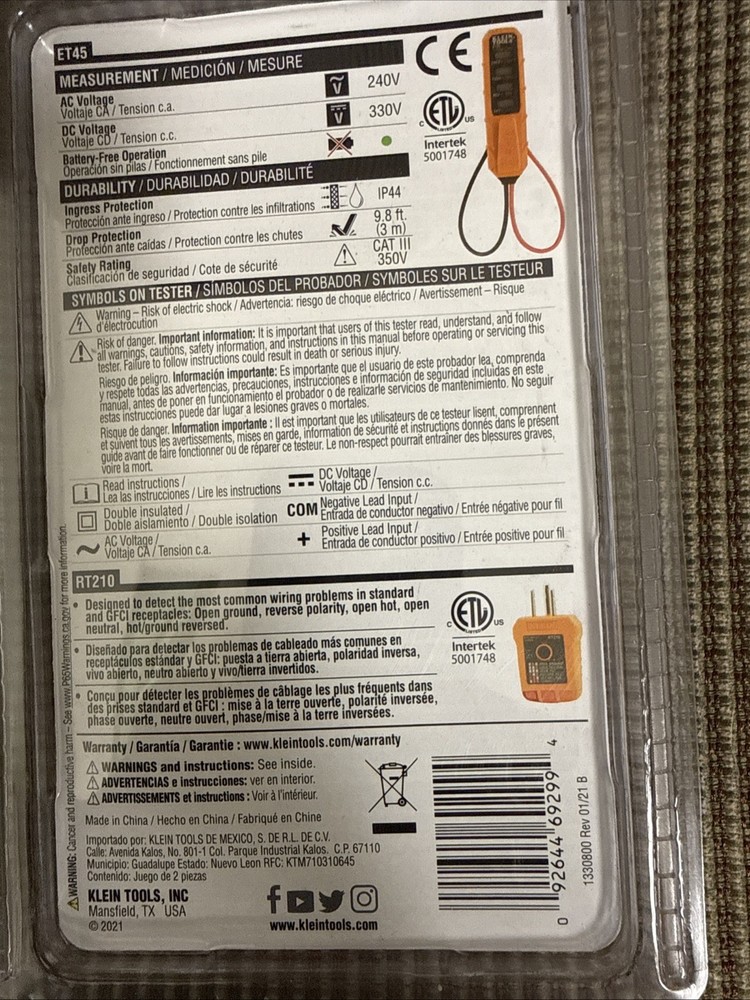 ET45
MEASUREMENT / MEDICIÓN / MESURE
AC Voltage
Voltaje CA / Tension c.a.
V
240V
DC Voltage
Voltaje CD / Tension c.c.
V
330V
Battery-Free Operation
Operación sin pilas / Fonctionnement sans pile
CE
ETL
C US
LISTED
Intertek
5001748
KLEIN TOOLS
DURABILITY / DURABILIDAD / DURABILITÉ
Ingress Protection
Protección ante ingreso / Protection contre les infiltrations
IP44
Drop Protection
Protección ante caídas / Protection contre les chutes
9.8 ft.
(3 m)
Safety Rating
Clasificación de seguridad / Cote de sécurité
CAT III
350V
SYMBOLS ON TESTER / SÍMBOLOS DEL PROBADOR / SYMBOLES SUR LE TESTEUR
Warning – Risk of electric shock / Advertencia: riesgo de choque eléctrico / Avertissement – Risque
d'électrocution
Risk of danger. Important information: It is important that users of this tester read, understand, and follow
all warnings, cautions, safety information, and instructions in this manual before operating or servicing this
tester. Failure to follow instructions could result in death or serious injury.
Riesgo de peligro. Información importante: Es importante que el usuario de este probador lea, comprenda
y respete todas las advertencias, precauciones, instrucciones e información de seguridad incluidas en este
manual, antes de poner en funcionamiento el probador o de realizarle servicios de mantenimiento. No seguir
estas instrucciones puede dar lugar a lesiones graves o mortales.
Risque de danger. Information importante : Il est important que les utilisateurs de ce testeur lisent, comprennent
et suivent tous les avertissements, mises en garde, information de sécurité et instructions donnés dans le présent
guide avant de faire fonctionner ou de réparer ce testeur. Le non-respect pourrait entraîner des blessures graves,
voire la mort.
Read instructions /
Lea las instrucciones / Lire les instructions
DC Voltage /
Voltaje CD / Tension c.c.
Double insulated /
Doble aislamiento / Double isolation
COM
Negative Lead Input /
Entrada de conductor negativo / Entrée négative pour fil
AC Voltage /
Voltaje CA / Tension c.a.
+
Positive Lead Input /
Entrada de conductor positivo / Entrée positive pour fil
RT210
• Designed to detect the most common wiring problems in standard
and GFCI receptacles: Open ground, reverse polarity, open hot, open
neutral, hot/ground reversed.
• Diseñado para detectar los problemas de cableado más comunes en
receptáculos estándar y GFCI: puesta a tierra abierta, polaridad inversa,
vivo abierto, neutro abierto y vivo/tierra invertidos.
• Conçu pour détecter les problèmes de câblage les plus fréquents dans
des prises standard et GFCI : mise à la terre ouverte, polarité inversée,
phase ouverte, neutre ouvert, phase/mise à la terre inversées.
ETL
C US
LISTED
Intertek
5001748
Warranty / Garantía / Garantie : www.kleintools.com/warranty
WARNINGS and instructions: See inside.
ADVERTENCIAS e instrucciones: ver en interior.
AVERTISSEMENTS et instructions : Voir à l'intérieur.
Made in China / Hecho en China / Fabriqué en Chine
Importado por: KLEIN TOOLS DE MEXICO, S. DE R.L. DE C.V.
Calle: Avenida Kalos, No. 801-1 Col. Parque Industrial Kalos. C.P. 67110
Municipio: Guadalupe Estado: Nuevo Leon RFC: KTM710310645
Contenido: Juego de 2 piezas
KLEIN TOOLS, INC
Mansfield, TX USA
© 2021
www.kleintools.com
0 92644 69299 4
1330800 Rev 01/21 B
WARNING: Cancer and reproductive harm – See www.P65Warnings.ca.gov for more information.